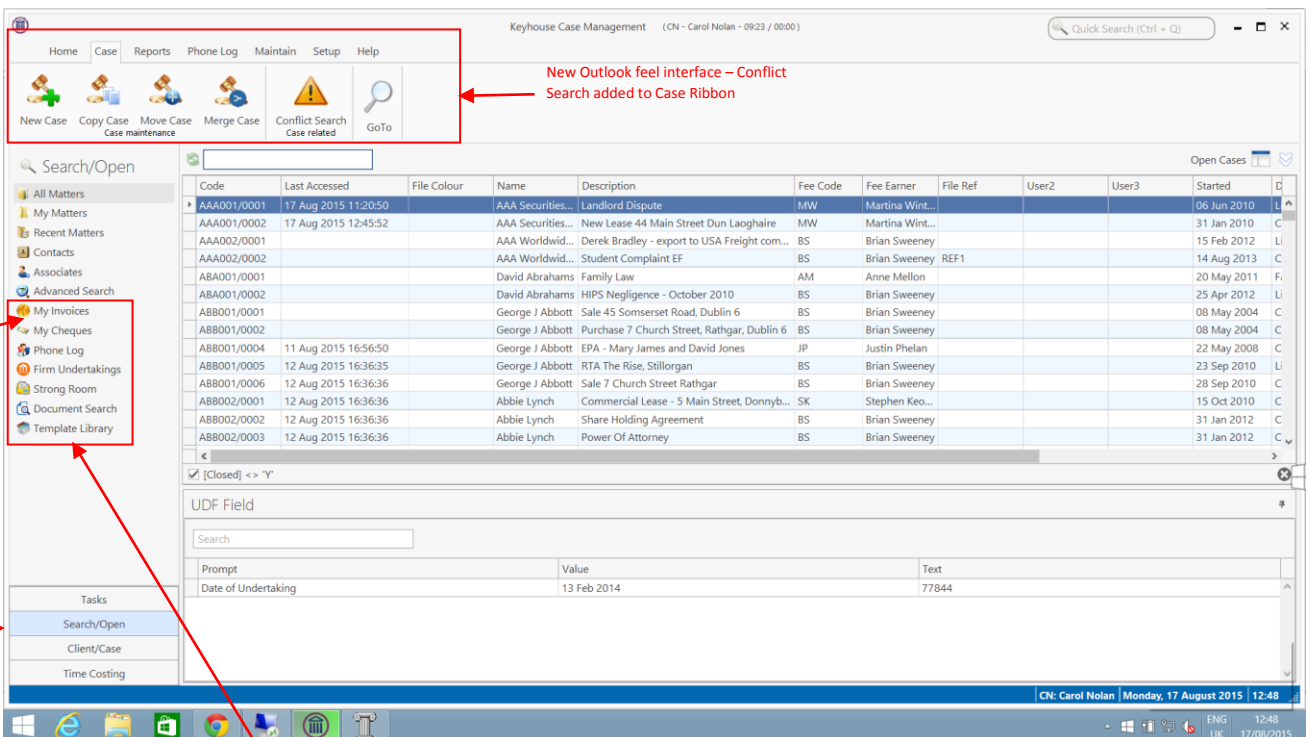 Keyhouse Case Management (CN - Carol Nolan - 09:23 / 00:00)
Quick Search (Ctrl + Q)
Home Case Reports Phone Log Maintain Setup Help
New Outlook feel interface – Conflict
Search added to Case Ribbon
New Case Copy Case Move Case Merge Case Conflict Search GoTo
Case maintenance Case related
Search/Open
Open Cases
All Matters
My Matters
Recent Matters
Contacts
Associates
Advanced Search
My Invoices
My Cheques
Phone Log
Firm Undertakings
Strong Room
Document Search
Template Library
Code Last Accessed File Colour Name Description Fee Code Fee Earner File Ref User2 User3 Started D
AAA001/0001 17 Aug 2015 11:20:50 AAA Securities... Landlord Dispute MW Martina Wint... 06 Jun 2010 Li
AAA001/0002 17 Aug 2015 12:45:52 AAA Securities... New Lease 44 Main Street Dun Laoghaire MW Martina Wint... 31 Jan 2010 C
AAA002/0001 AAA Worldwid... Derek Bradley - export to USA Freight com... BS Brian Sweeney 15 Feb 2012 Li
AAA002/0002 AAA Worldwid... Student Complaint EF BS Brian Sweeney REF1 14 Aug 2013 C
ABA001/0001 David Abrahams Family Law AM Anne Mellon 20 May 2011 Fa
ABA001/0002 David Abrahams HIPS Negligence - October 2010 BS Brian Sweeney 25 Apr 2012 Li
ABB001/0001 George J Abbott Sale 45 Somserset Road, Dublin 6 BS Brian Sweeney 08 May 2004 C
ABB001/0002 George J Abbott Purchase 7 Church Street, Rathgar, Dublin 6 BS Brian Sweeney 08 May 2004 C
ABB001/0004 11 Aug 2015 16:56:50 George J Abbott EPA - Mary James and David Jones JP Justin Phelan 22 May 2008 C
ABB001/0005 12 Aug 2015 16:36:35 George J Abbott RTA The Rise, Stillorgan BS Brian Sweeney 23 Sep 2010 Li
ABB001/0006 12 Aug 2015 16:36:36 George J Abbott Sale 7 Church Street Rathgar BS Brian Sweeney 28 Sep 2010 C
ABB002/0001 12 Aug 2015 16:36:36 Abbie Lynch Commercial Lease - 5 Main Street, Donnyb... SK Stephen Keo... 15 Oct 2010 C
ABB002/0002 12 Aug 2015 16:36:36 Abbie Lynch Share Holding Agreement BS Brian Sweeney 31 Jan 2012 C
ABB002/0003 12 Aug 2015 16:36:36 Abbie Lynch Power Of Attorney BS Brian Sweeney 31 Jan 2012 C
[Closed] <> 'Y'
UDF Field
Search
Prompt Value Text
Date of Undertaking 13 Feb 2014 77844
Tasks
Search/Open
Client/Case
Time Costing
CN: Carol Nolan Monday, 17 August 2015 12:48
ENG 12:48
UK 17/08/2015